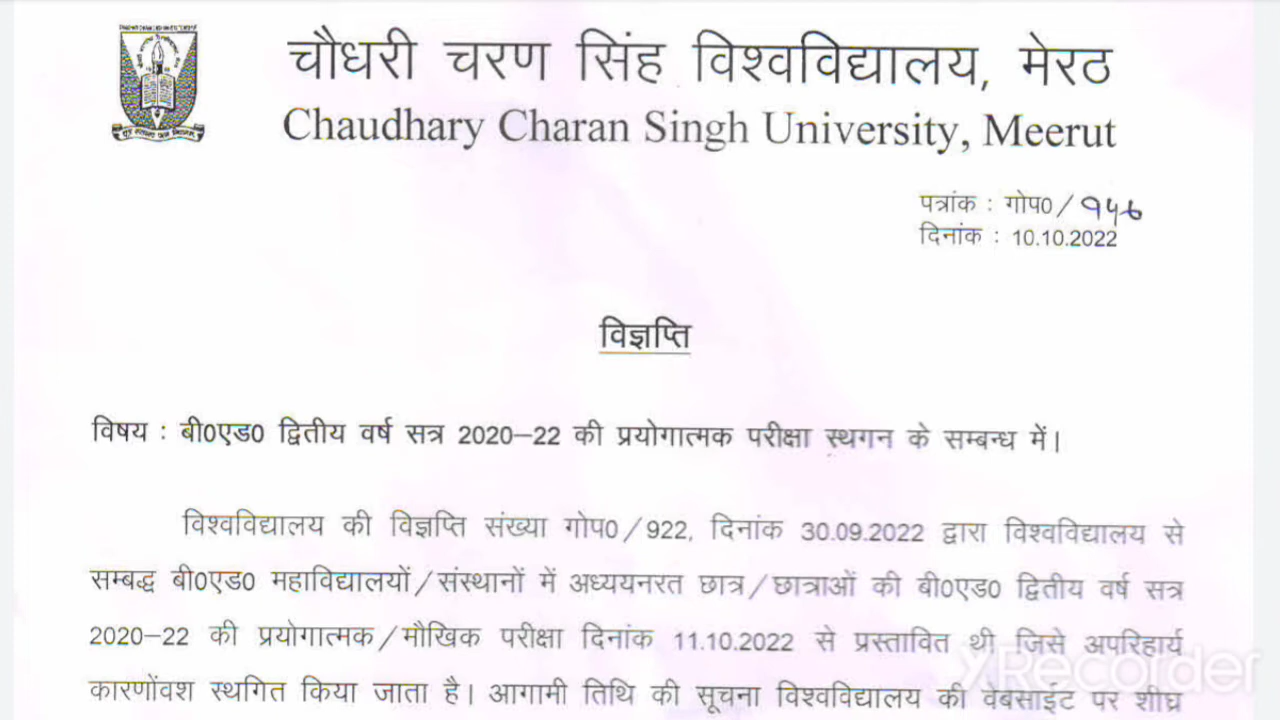 चौधरी चरण सिंह विश्वविद्यालय, मेरठ
Chaudhary Charan Singh University, Meerut
पत्रांक : गोप0/
दिनांक : 10.10.2022
विज्ञप्ति
विषय : बी0एड0 द्वितीय वर्ष सत्र 2020–22 की प्रयोगात्मक परीक्षा स्थगन के सम्बन्ध में।
विश्वविद्यालय की विज्ञप्ति संख्या गोप0/922, दिनांक 30.09.2022 द्वारा विश्वविद्यालय से
सम्बद्ध बी0एड0 महाविद्यालयों/संस्थानों में अध्ययनरत छात्र/छात्राओं की बी0एड0 द्वितीय वर्ष सत्र
2020–22 की प्रयोगात्मक/मौखिक परीक्षा दिनांक 11.10.2022 से प्रस्तावित थी जिसे अपरिहार्य
कारणोंवश स्थगित किया जाता है। आगामी तिथि की सूचना विश्वविद्यालय की वेबसाईट पर शीघ्र
XRecorder